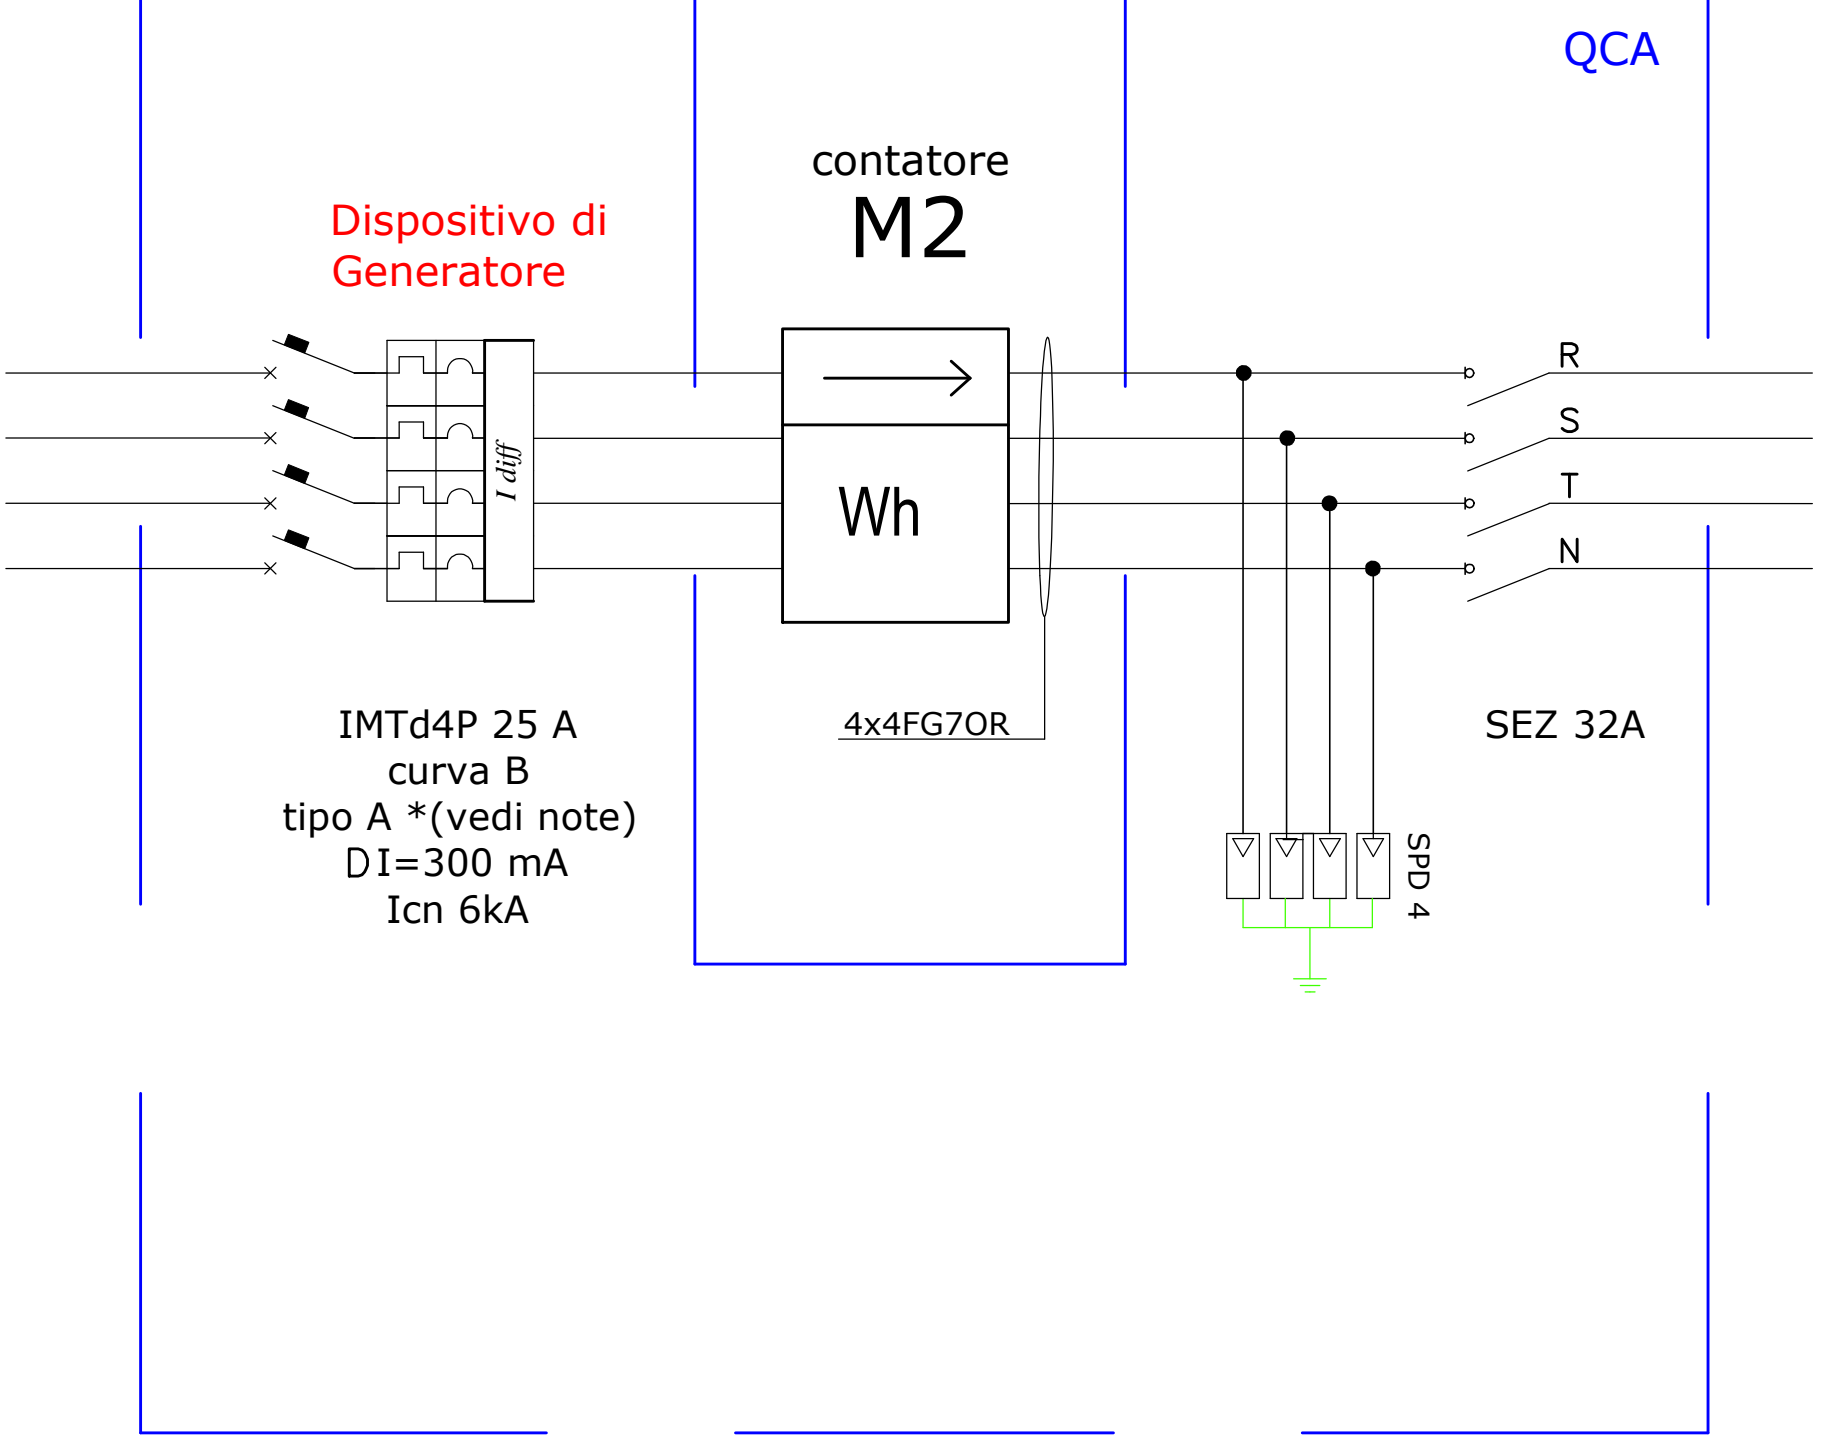 QCA
contatore
M2
Dispositivo di
Generatore
R
S
T
N
I diff
Wh
IMTd4P 25 A
curva B
tipo A *(vedi note)
DI=300 mA
Icn 6kA
4x4FG7OR
SEZ 32A
SPD 4